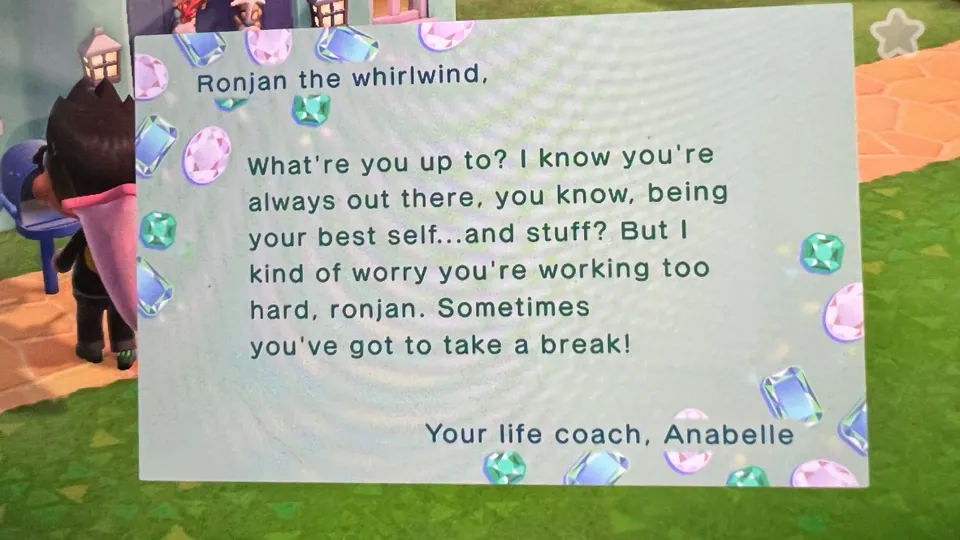 Ronjan the whirlwind,
What're you up to? I know you're
always out there, you know, being
your best self...and stuff? But I
kind of worry you're working too
hard, ronjan. Sometimes
you've got to take a break!
Your life coach, Anabelle